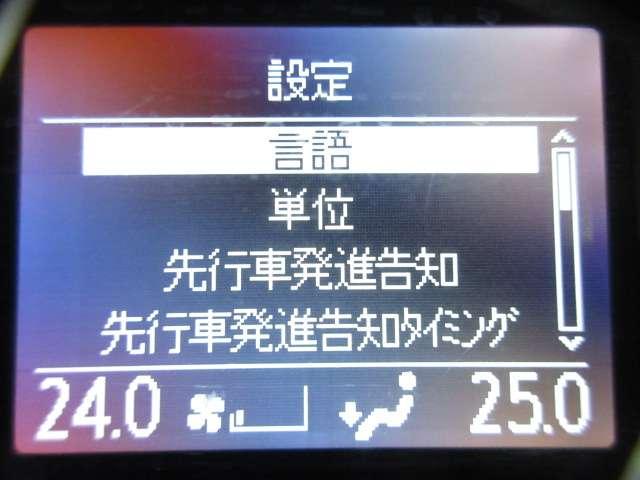 設定
言語
単位
先行車発進告知
先行車発進告知ﾀｲﾐﾝｸﾞ
24.0 25.0